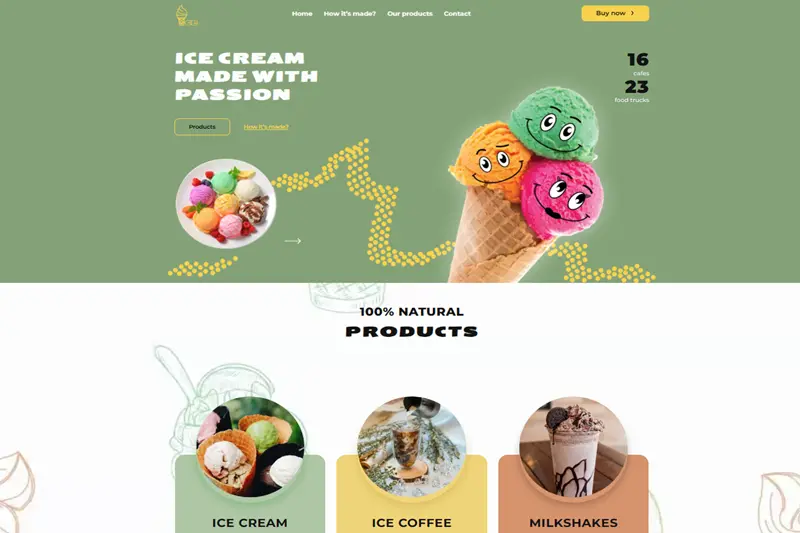 Home
How it's made?
Our products
Contact
Buy now
ICE CREAM
MADE WITH
PASSION
16
cafes
23
food trucks
Products
How it's made?
100% NATURAL
PRODUCTS
ICE CREAM
ICE COFFEE
MILKSHAKES